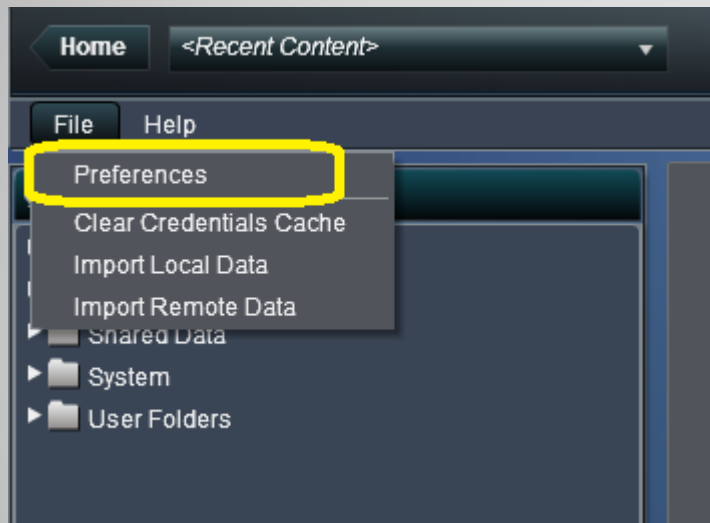 Home <Recent Content>
File Help
Preferences
Clear Credentials Cache
Import Local Data
Import Remote Data
Shared Data
System
User Folders